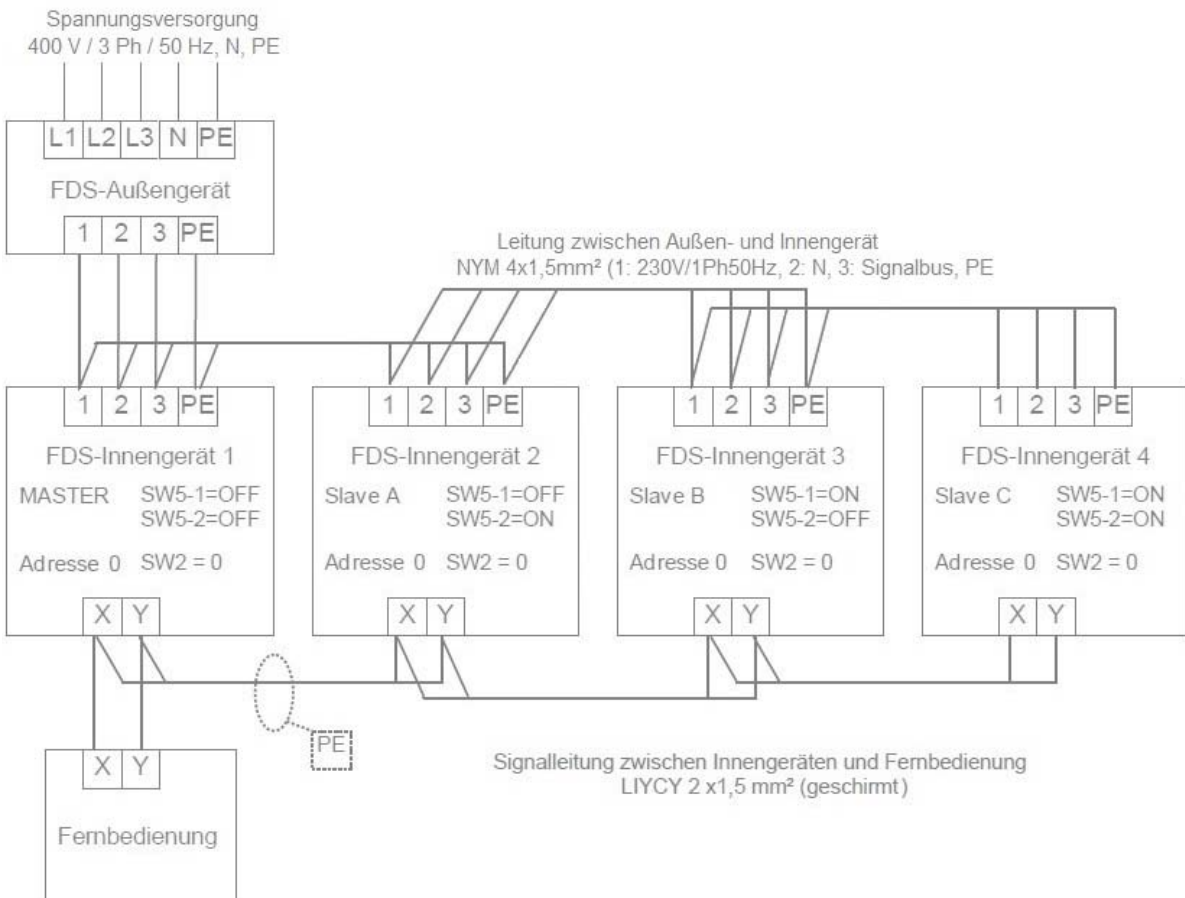 Spannungsversorgung
400 V / 3 Ph / 50 Hz, N, PE
L1 L2 L3 N PE
FDS-Außengerät
1 2 3 PE
Leitung zwischen Außen- und Innengerät
NYM 4x1,5mm² (1: 230V/1Ph50Hz, 2: N, 3: Signalbus, PE
1 2 3 PE
FDS-Innengerät 1
MASTER SW5-1=OFF
SW5-2=OFF
Adresse 0 SW2 = 0
X Y
1 2 3 PE
FDS-Innengerät 2
Slave A SW5-1=OFF
SW5-2=ON
Adresse 0 SW2 = 0
X Y
1 2 3 PE
FDS-Innengerät 3
Slave B SW5-1=ON
SW5-2=OFF
Adresse 0 SW2 = 0
X Y
1 2 3 PE
FDS-Innengerät 4
Slave C SW5-1=ON
SW5-2=ON
Adresse 0 SW2 = 0
X Y
PE
Signalleitung zwischen Innengeräten und Fernbedienung
LIYCY 2 x1,5 mm² (geschirmt)
X Y
Fernbedienung